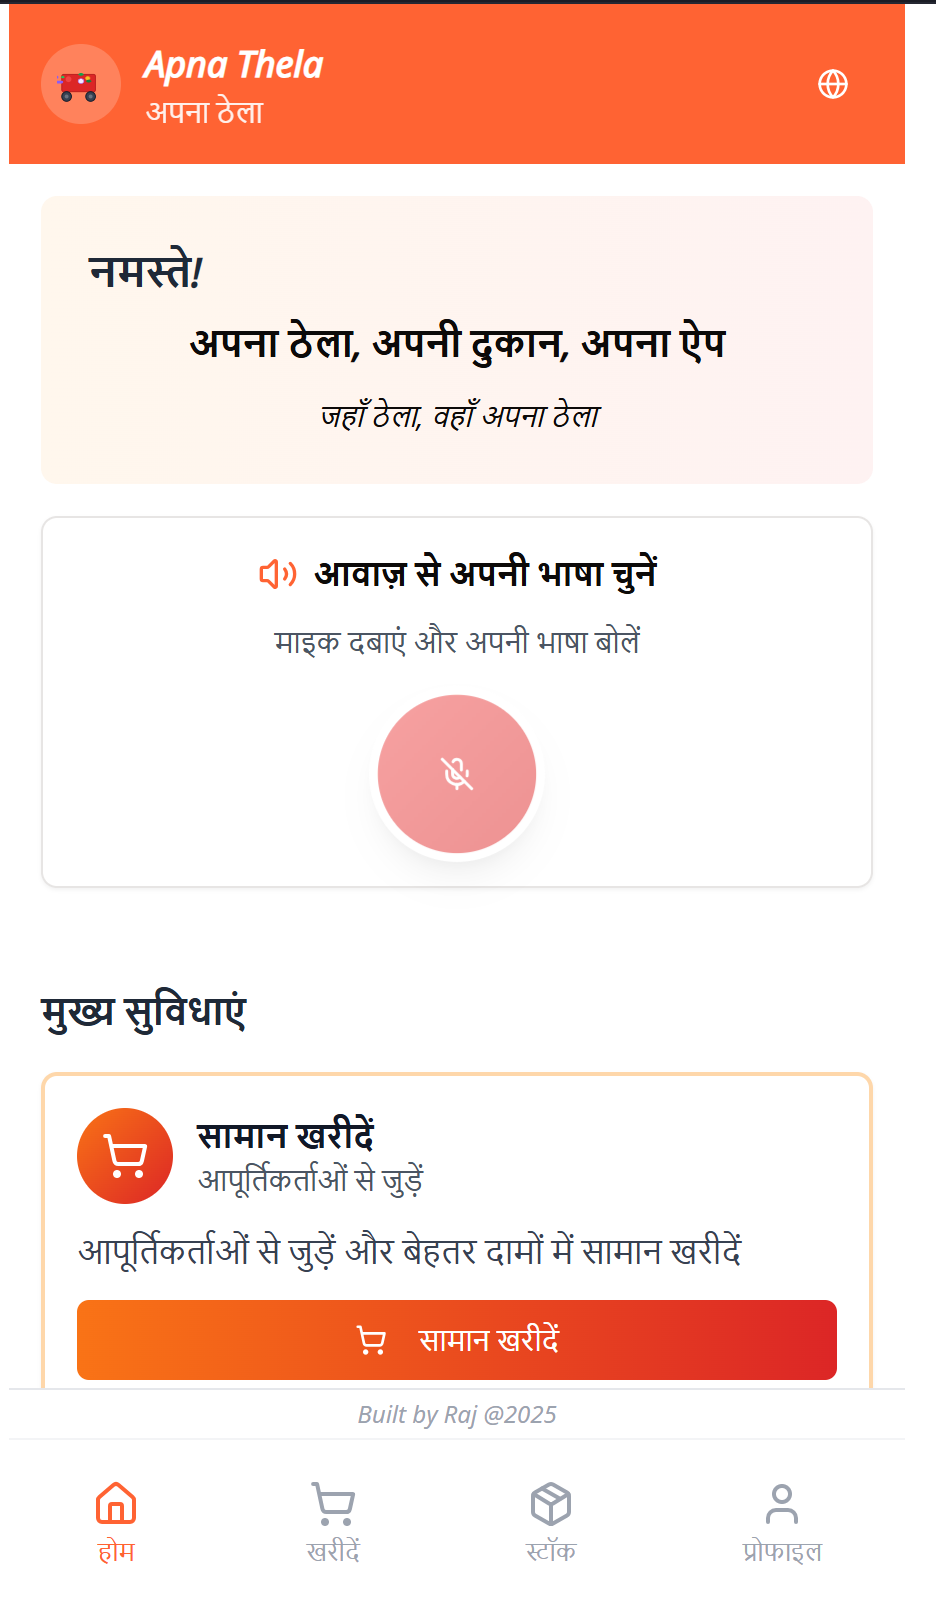 Apna Thela
अपना ठेला
नमस्ते!
अपना ठेला, अपनी दुकान, अपना ऐप
जहाँ ठेला, वहाँ अपना ठेला
आवाज़ से अपनी भाषा चुनें
माइक दबाएं और अपनी भाषा बोलें
मुख्य सुविधाएं
सामान खरीदें
आपूर्तिकर्ताओं से जुड़ें
आपूर्तिकर्ताओं से जुड़ें और बेहतर दामों में सामान खरीदें
सामान खरीदें
Built by Raj @2025
होम
खरीदें
स्टॉक
प्रोफाइल